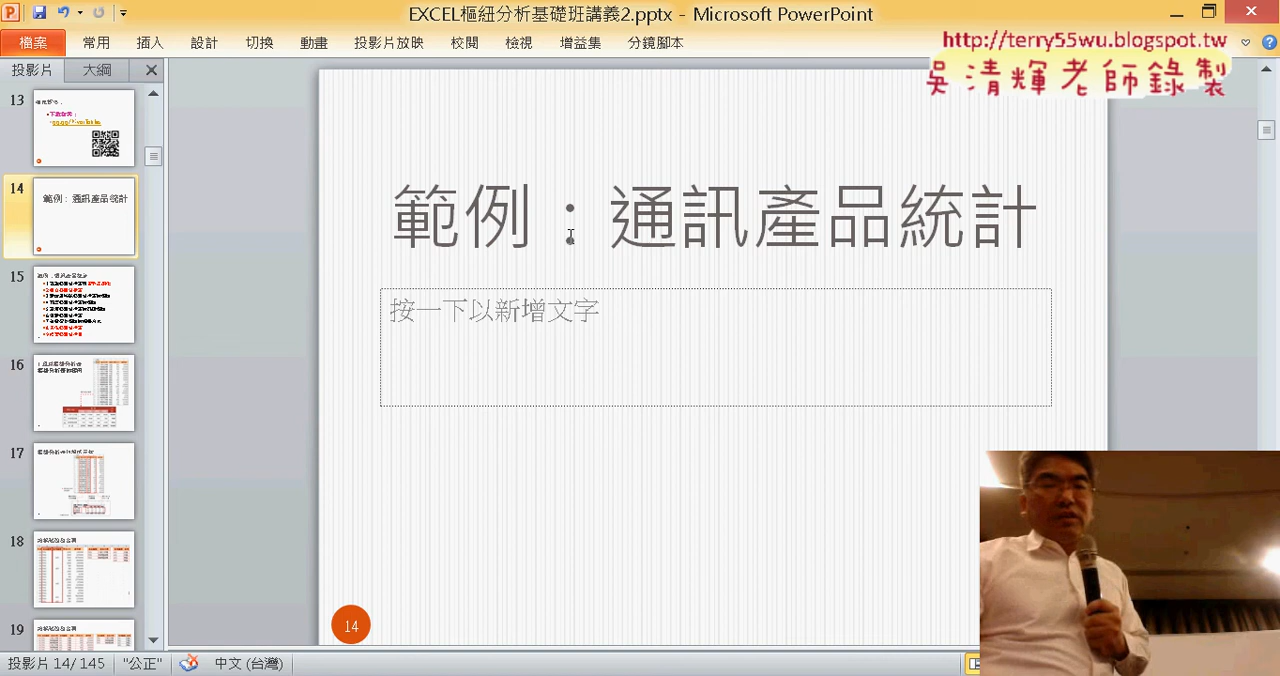 EXCEL樞紐分析基礎班講義2.pptx - Microsoft PowerPoint
檔案 常用 插入 設計 切換 動畫 投影片放映 校閱 檢視 增益集 分鏡腳本
http://terry55wu.blogspot.tw
吳清輝老師錄製
投影片 大綱
13
14
範例：通訊產品統計
15
16
17
18
19
範例：通訊產品統計
按一下以新增文字
14
投影片 14/ 145 "公正" 中文 (台灣)